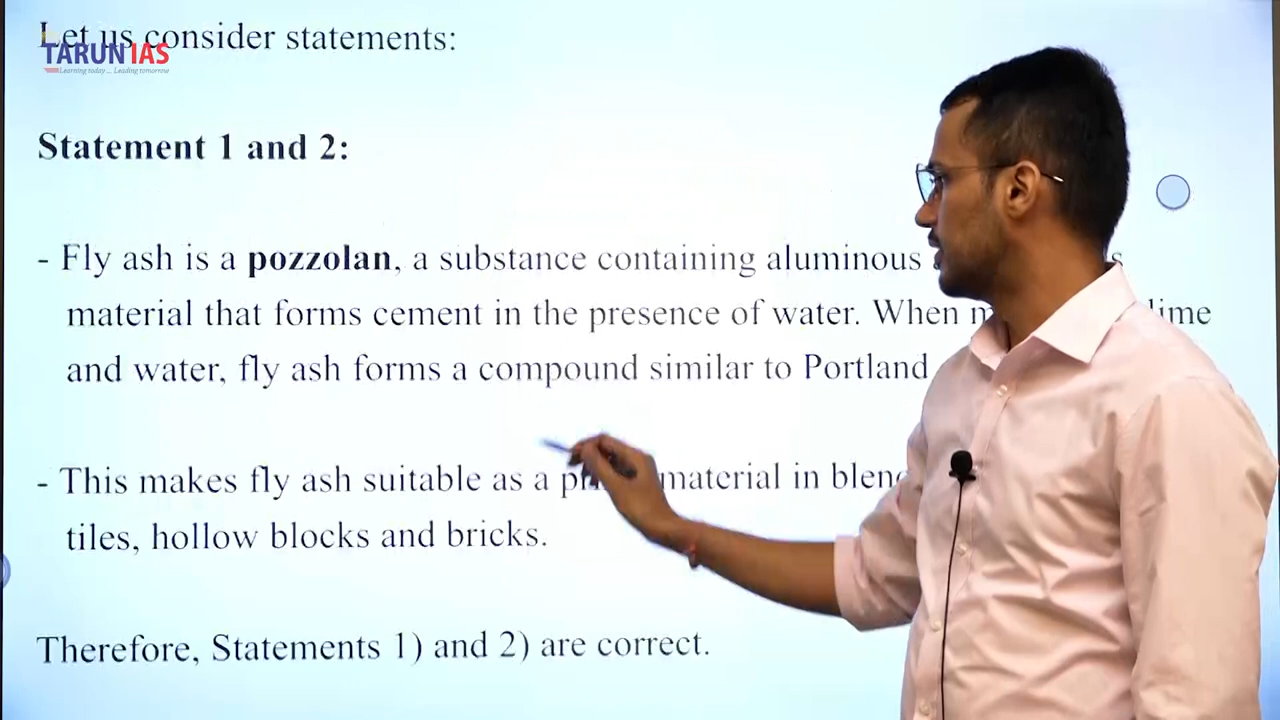 Let us consider statements:
TARUN IAS
Learning today ... Leading tomorrow
Statement 1 and 2:
- Fly ash is a pozzolan, a substance containing aluminous
material that forms cement in the presence of water. When lime
and water, fly ash forms a compound similar to Portland
- This makes fly ash suitable as a material in
tiles, hollow blocks and bricks.
Therefore, Statements 1) and 2) are correct.